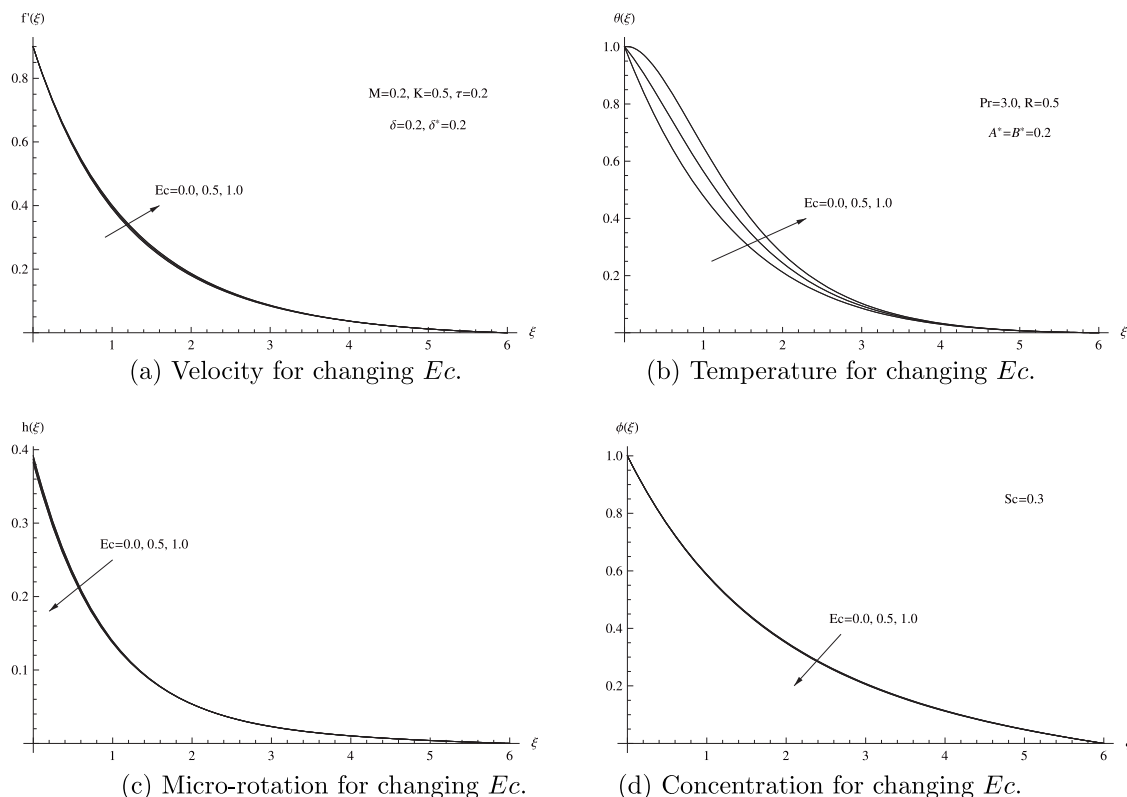 f'(ξ)
0.8
0.6
0.4
0.2
M=0.2, K=0.5, τ=0.2
δ=0.2, δ*=0.2
Ec=0.0, 0.5, 1.0
1 2 3 4 5 6 ξ
(a) Velocity for changing Ec.
θ(ξ)
1.0
0.8
0.6
0.4
0.2
Pr=3.0, R=0.5
A*=B*=0.2
Ec=0.0, 0.5, 1.0
1 2 3 4 5 6 ξ
(b) Temperature for changing Ec.
h(ξ)
0.4
0.3
0.2
0.1
Ec=0.0, 0.5, 1.0
1 2 3 4 5 6 ξ
(c) Micro-rotation for changing Ec.
ϕ(ξ)
1.0
0.8
0.6
0.4
0.2
Sc=0.3
Ec=0.0, 0.5, 1.0
1 2 3 4 5 6
(d) Concentration for changing Ec.